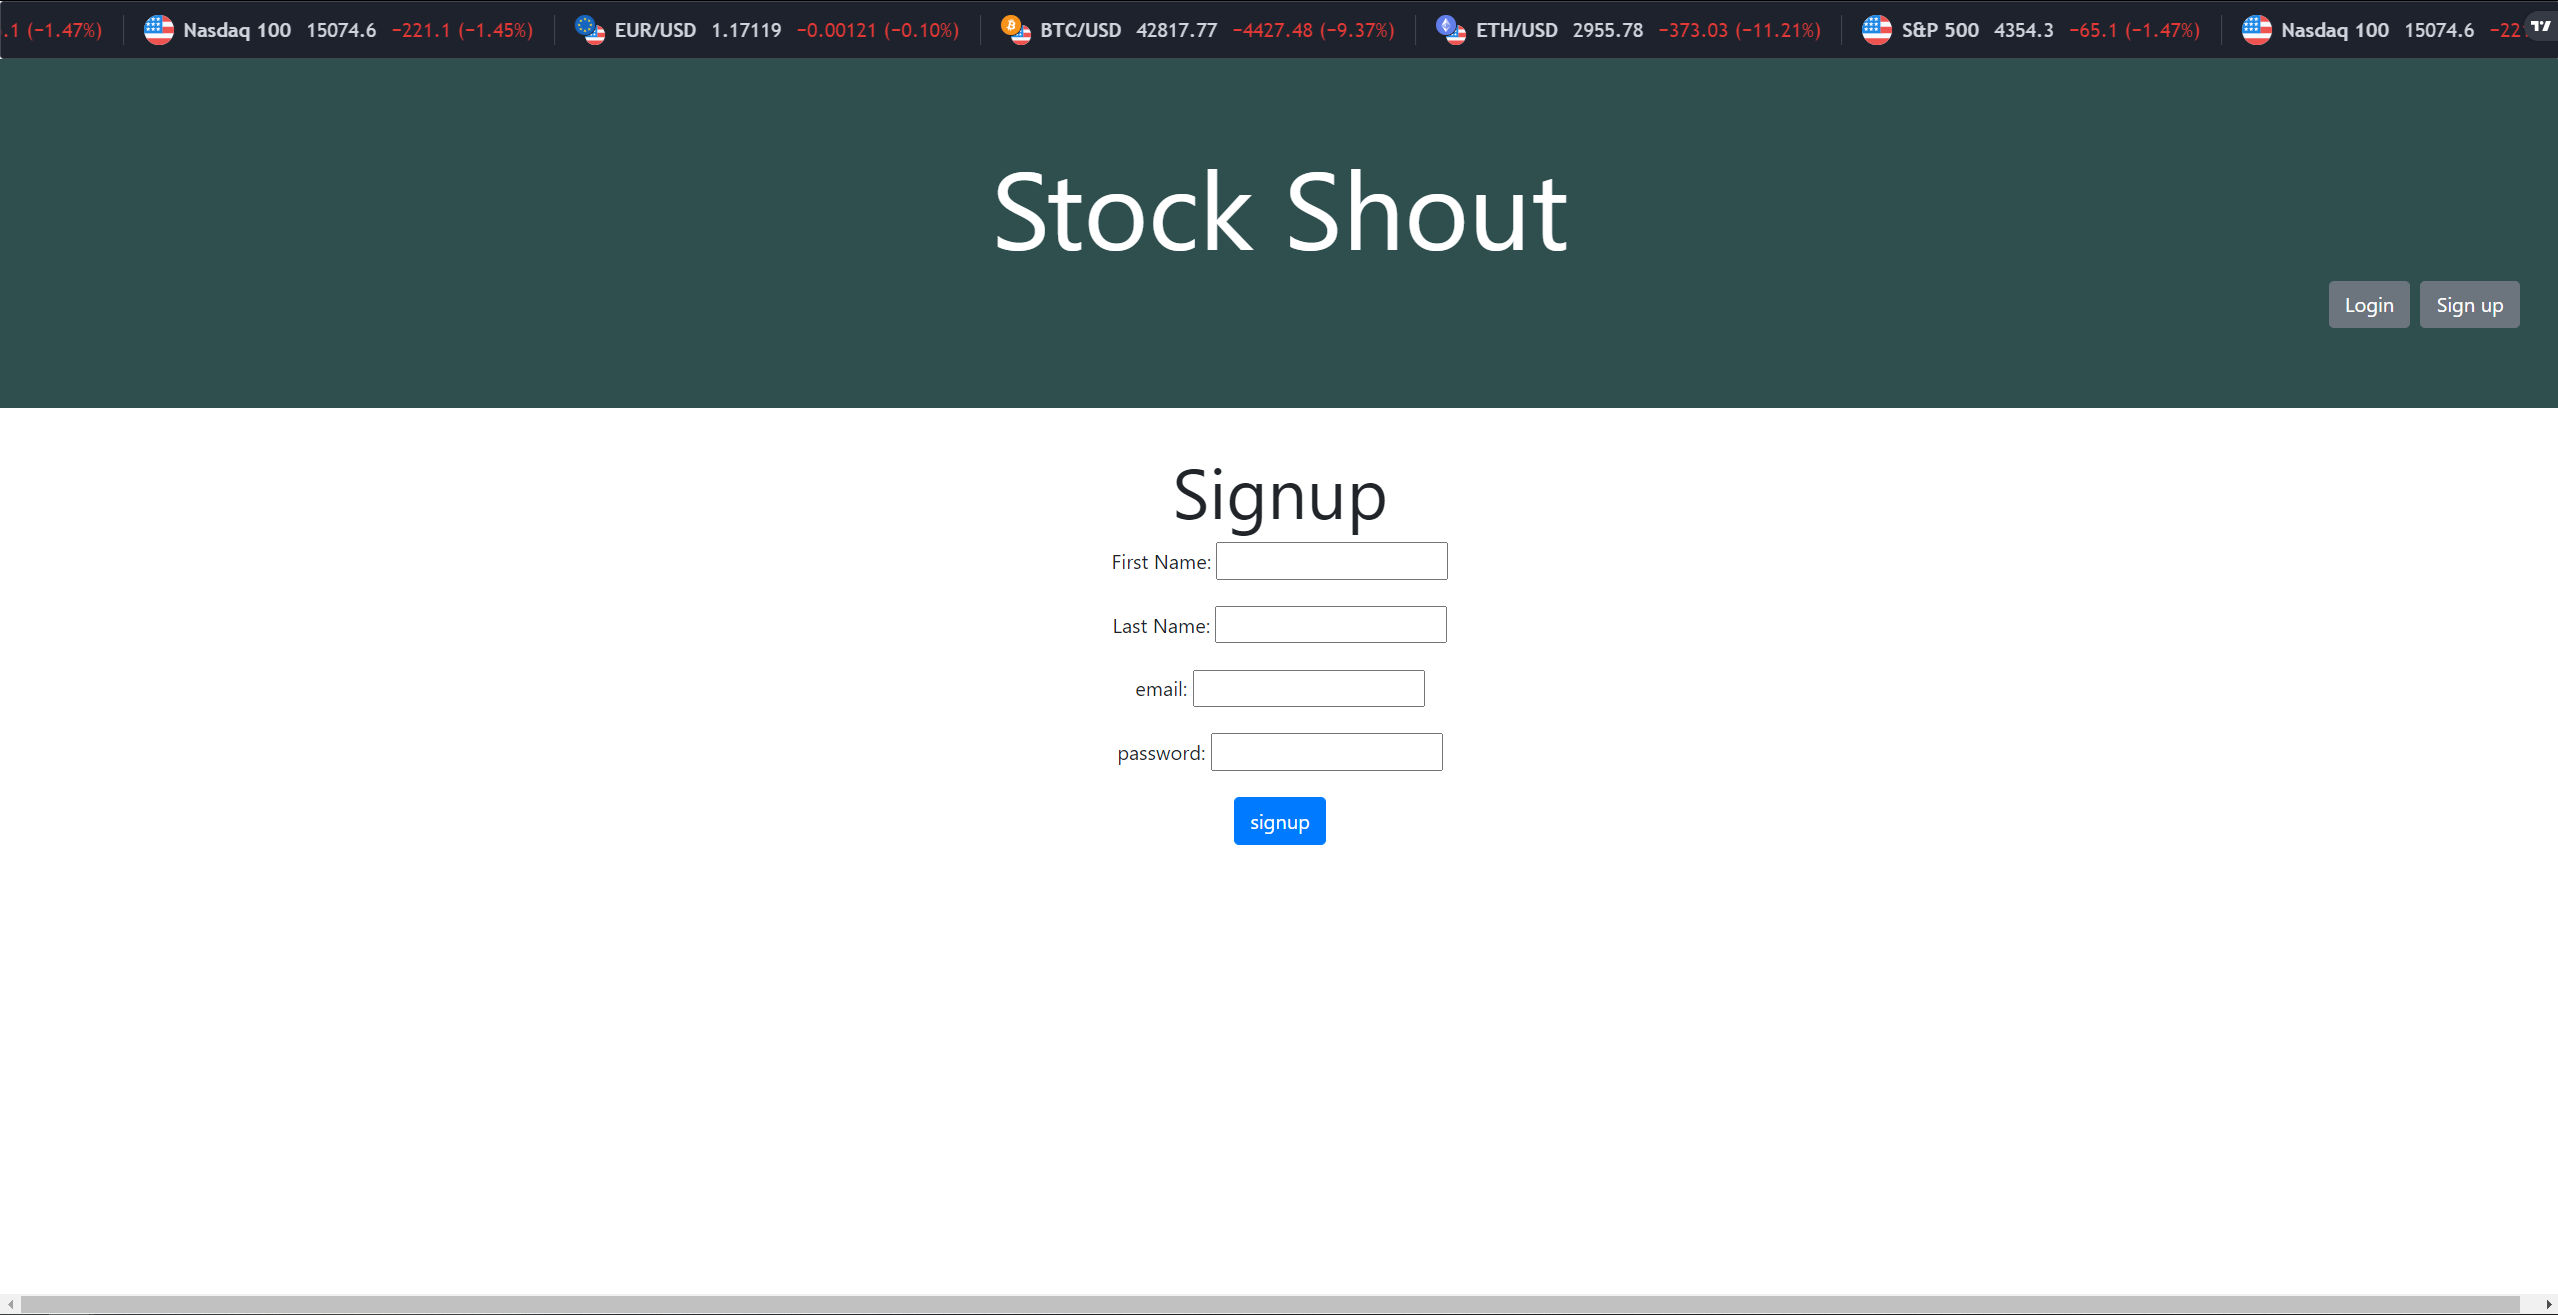 .1 (−1.47%) Nasdaq 100 15074.6 −221.1 (−1.45%) EUR/USD 1.17119 −0.00121 (−0.10%) BTC/USD 42817.77 −4427.48 (−9.37%) ETH/USD 2955.78 −373.03 (−11.21%) S&P 500 4354.3 −65.1 (−1.47%) Nasdaq 100 15074.6 −22
Stock Shout
Login Sign up
Signup
First Name:
Last Name:
email:
password:
signup